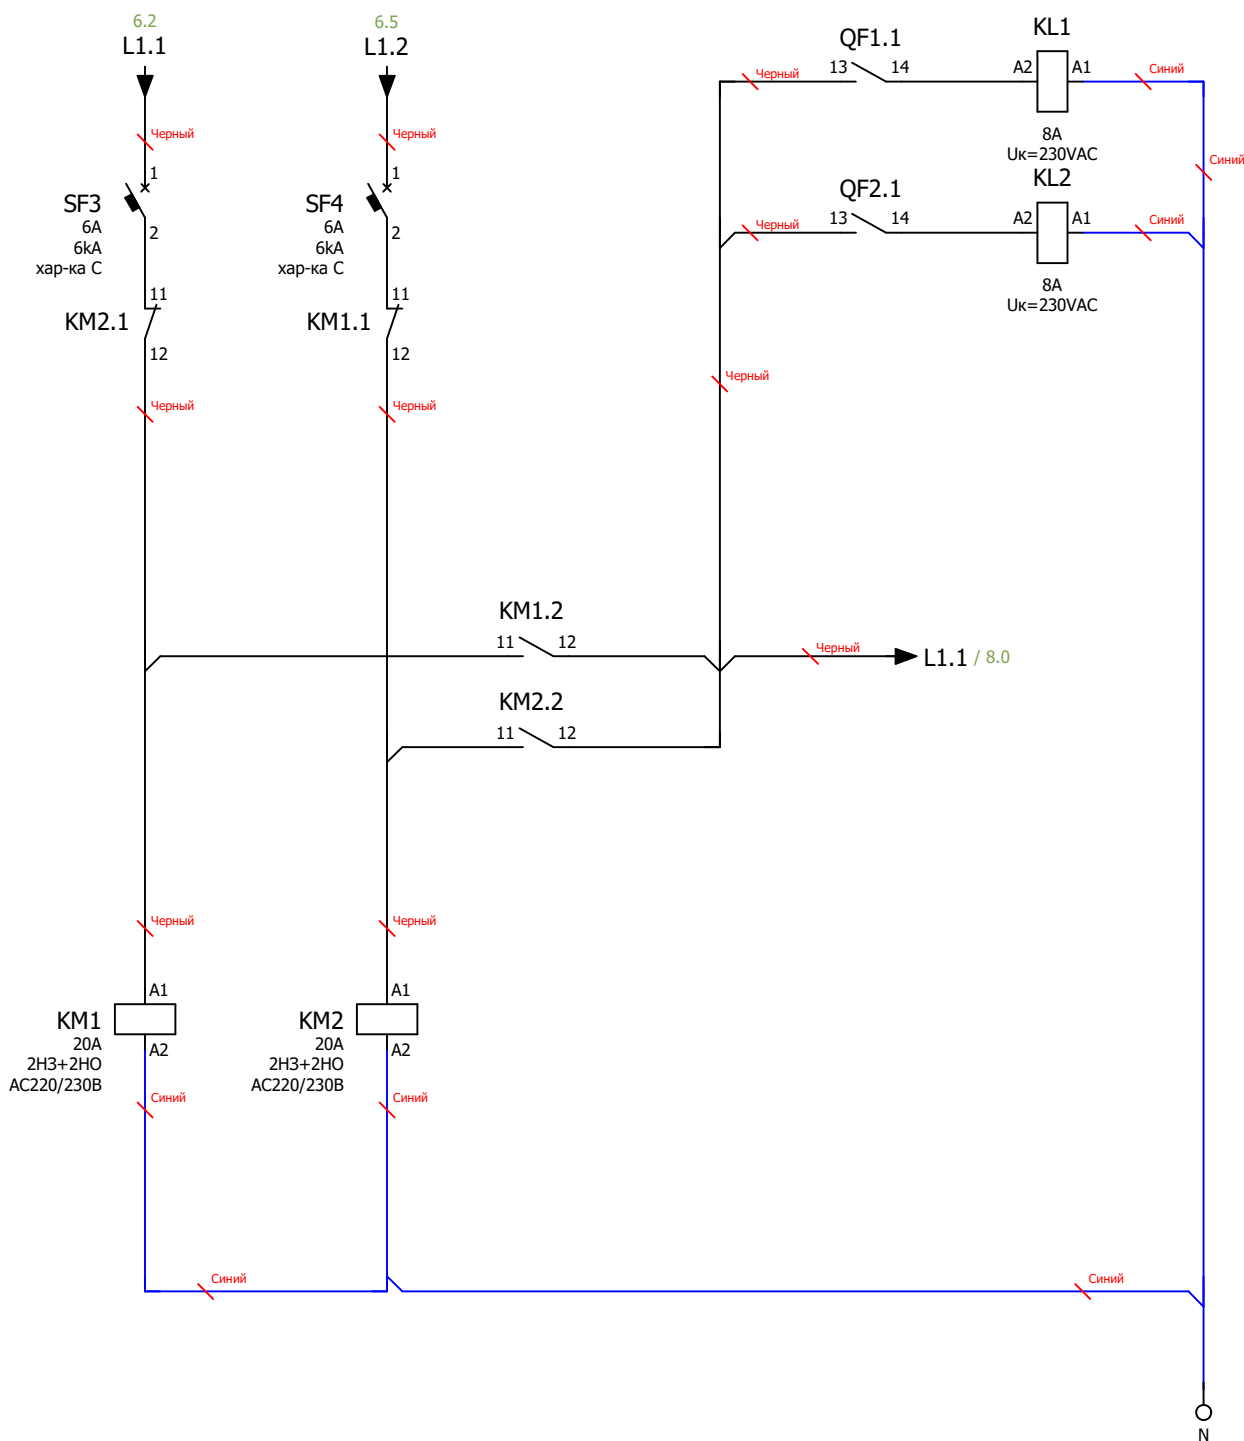 6.2
L1.1
Черный
1
SF3
6A
6kA
хар-ка C
2
11
KM2.1
12
Черный
6.5
L1.2
Черный
1
SF4
6A
6kA
хар-ка C
2
11
KM1.1
12
Черный
Черный
QF1.1
13
14
KL1
A2
A1
8A
Uк=230VAC
Синий
Синий
Черный
QF2.1
13
14
KL2
A2
A1
8A
Uк=230VAC
Синий
Черный
KM1.2
11
12
Черный
L1.1 / 8.0
KM2.2
11
12
Черный
A1
KM1
20A
2НЗ+2НО
AC220/230В
A2
Синий
Черный
A1
KM2
20A
2НЗ+2НО
AC220/230В
A2
Синий
Синий
Синий
N